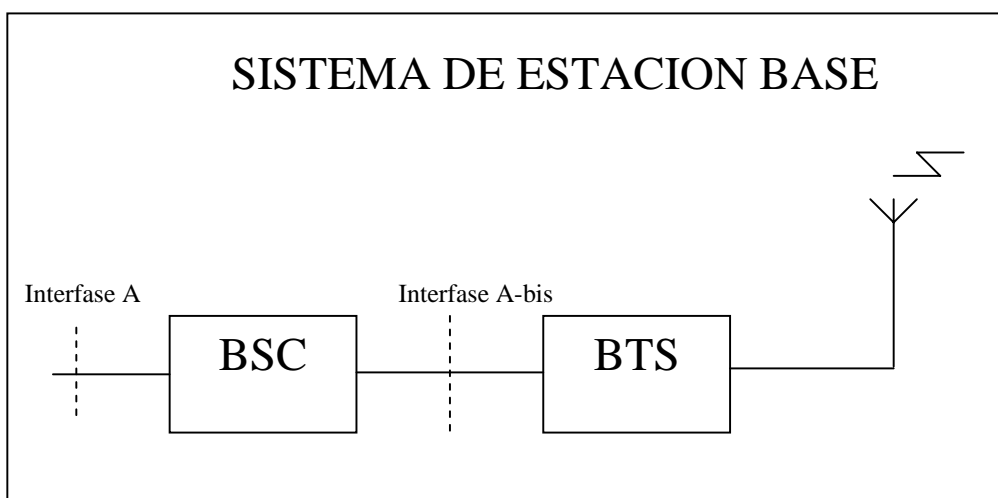 SISTEMA DE ESTACION BASE
Interfase A
Interfase A-bis
BSC
BTS